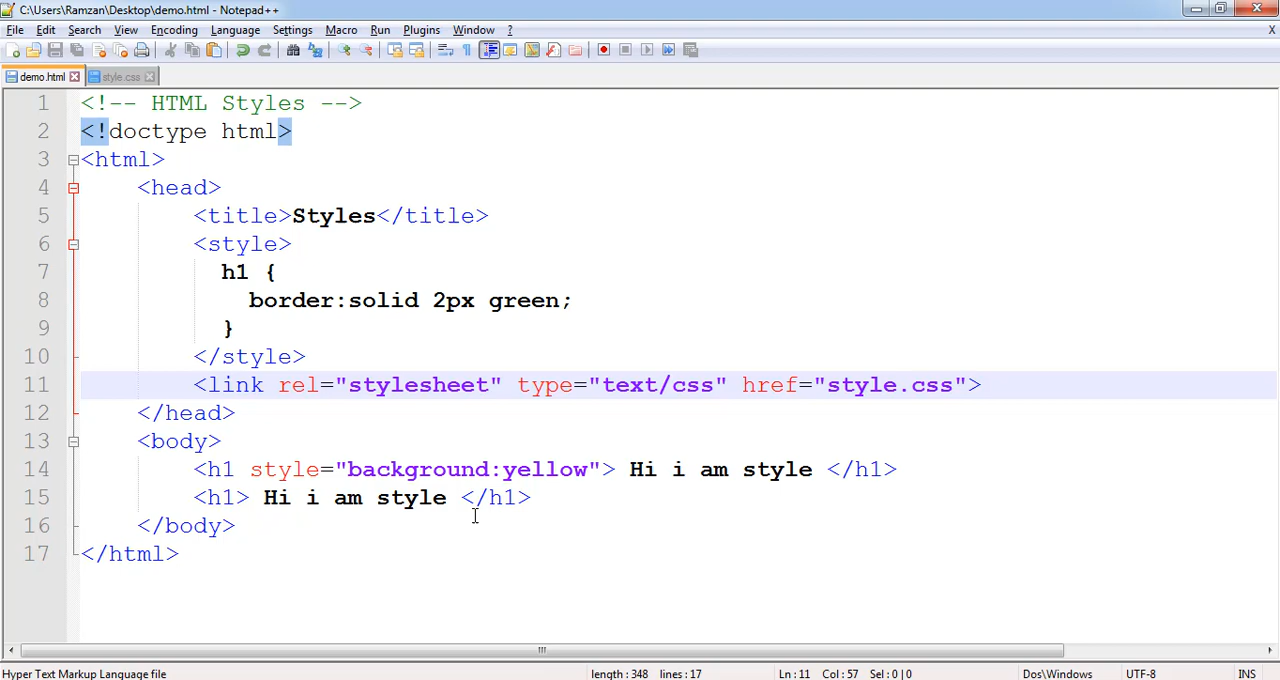 C:\Users\Ramzan\Desktop\demo.html - Notepad++
File Edit Search View Encoding Language Settings Macro Run Plugins Window ? X
demo.html style.css
1 <!-- HTML Styles -->
2 <!doctype html>
3 <html>
4 <head>
5 <title>Styles</title>
6 <style>
7 h1 {
8 border:solid 2px green;
9 }
10 </style>
11 <link rel="stylesheet" type="text/css" href="style.css">
12 </head>
13 <body>
14 <h1 style="background:yellow"> Hi i am style </h1>
15 <h1> Hi i am style </h1>
16 </body>
17 </html>
Hyper Text Markup Language file length : 348 lines : 17 Ln : 11 Col : 57 Sel : 0 | 0 Dos\Windows UTF-8 INS